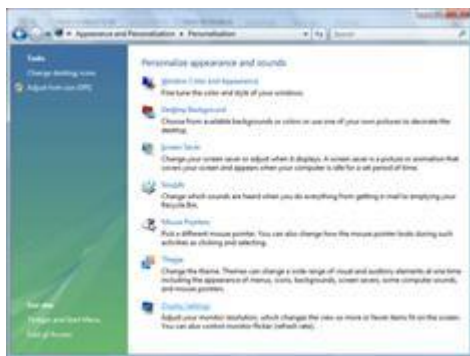 Appearance and Personalization ▸ Personalization
Search
Tasks
Change desktop icons
Adjust font size (DPI)
Personalize appearance and sounds
Window Color and Appearance
Fine tune the color and style of your windows.
Desktop Background
Choose from available backgrounds or colors or use one of your own pictures to decorate the
desktop.
Screen Saver
Change your screen saver or adjust when it displays. A screen saver is a picture or animation that
covers your screen and appears when your computer is idle for a set period of time.
Sounds
Change which sounds are heard when you do everything from getting e-mail to emptying your
Recycle Bin.
Mouse Pointers
Pick a different mouse pointer. You can also change how the mouse pointer looks during such
activities as clicking and selecting.
Theme
Change the theme. Themes can change a wide range of visual and auditory elements at one time
including the appearance of menus, icons, backgrounds, screen savers, some computer sounds,
and mouse pointers.
Display Settings
Adjust your monitor resolution, which changes the view so more or fewer items fit on the screen.
You can also control monitor flicker (refresh rate).
See also
Taskbar and Start Menu
Ease of Access